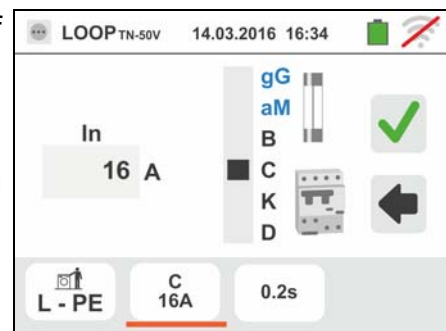 LOOP TN-50V 14.03.2016 16:34
gG
aM
B
C
K
D
In
16 A
L - PE
C
16A
0.2s